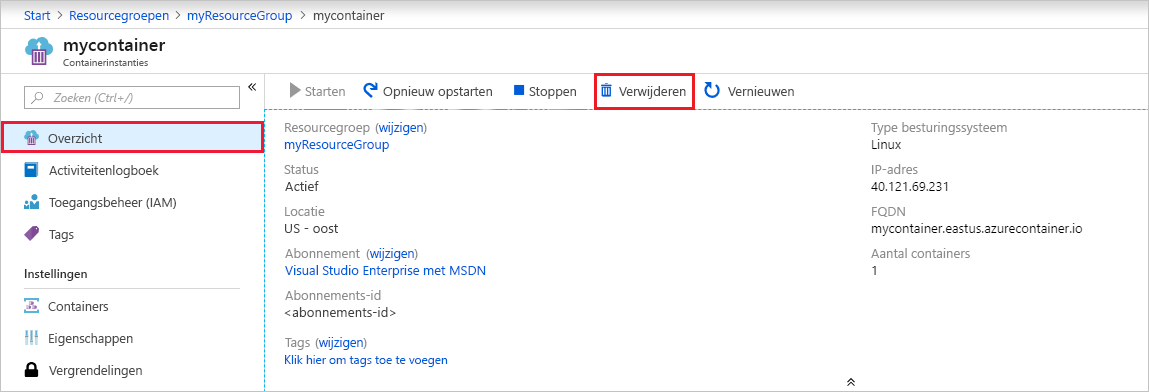 Start > Resourcegroepen > myResourceGroup > mycontainer
mycontainer
Containerinstanties
Zoeken (Ctrl+/)
Overzicht
Activiteitenlogboek
Toegangsbeheer (IAM)
Tags
Instellingen
Containers
Eigenschappen
Vergrendelingen
Starten Opnieuw opstarten Stoppen Verwijderen Vernieuwen
Resourcegroep (wijzigen)
myResourceGroup
Status
Actief
Locatie
US - oost
Abonnement (wijzigen)
Visual Studio Enterprise met MSDN
Abonnements-id
<abonnements-id>
Tags (wijzigen)
Klik hier om tags toe te voegen
Type besturingssysteem
Linux
IP-adres
40.121.69.231
FQDN
mycontainer.eastus.azurecontainer.io
Aantal containers
1